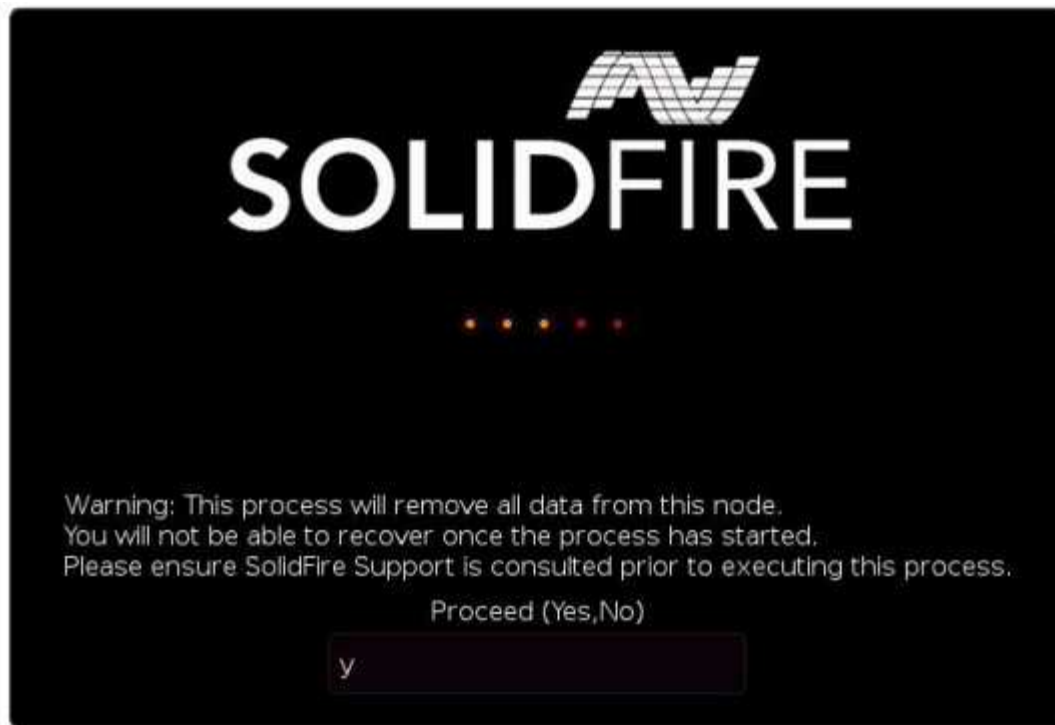 SOLIDFIRE
Warning: This process will remove all data from this node.
You will not be able to recover once the process has started.
Please ensure SolidFire Support is consulted prior to executing this process.
Proceed (Yes,No)
y